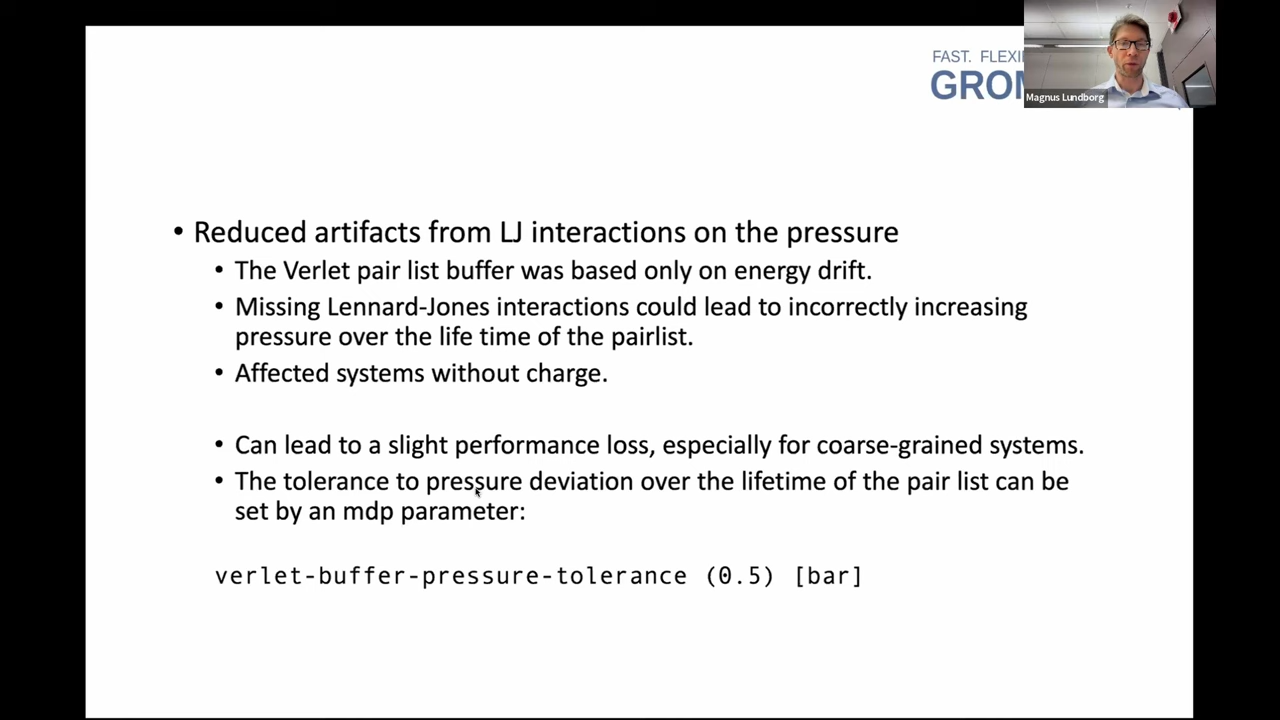 FAST. FLEXI
GROM
Magnus Lundborg
• Reduced artifacts from LJ interactions on the pressure
• The Verlet pair list buffer was based only on energy drift.
• Missing Lennard-Jones interactions could lead to incorrectly increasing
pressure over the life time of the pairlist.
• Affected systems without charge.
• Can lead to a slight performance loss, especially for coarse-grained systems.
• The tolerance to pressure deviation over the lifetime of the pair list can be
set by an mdp parameter:
verlet-buffer-pressure-tolerance (0.5) [bar]